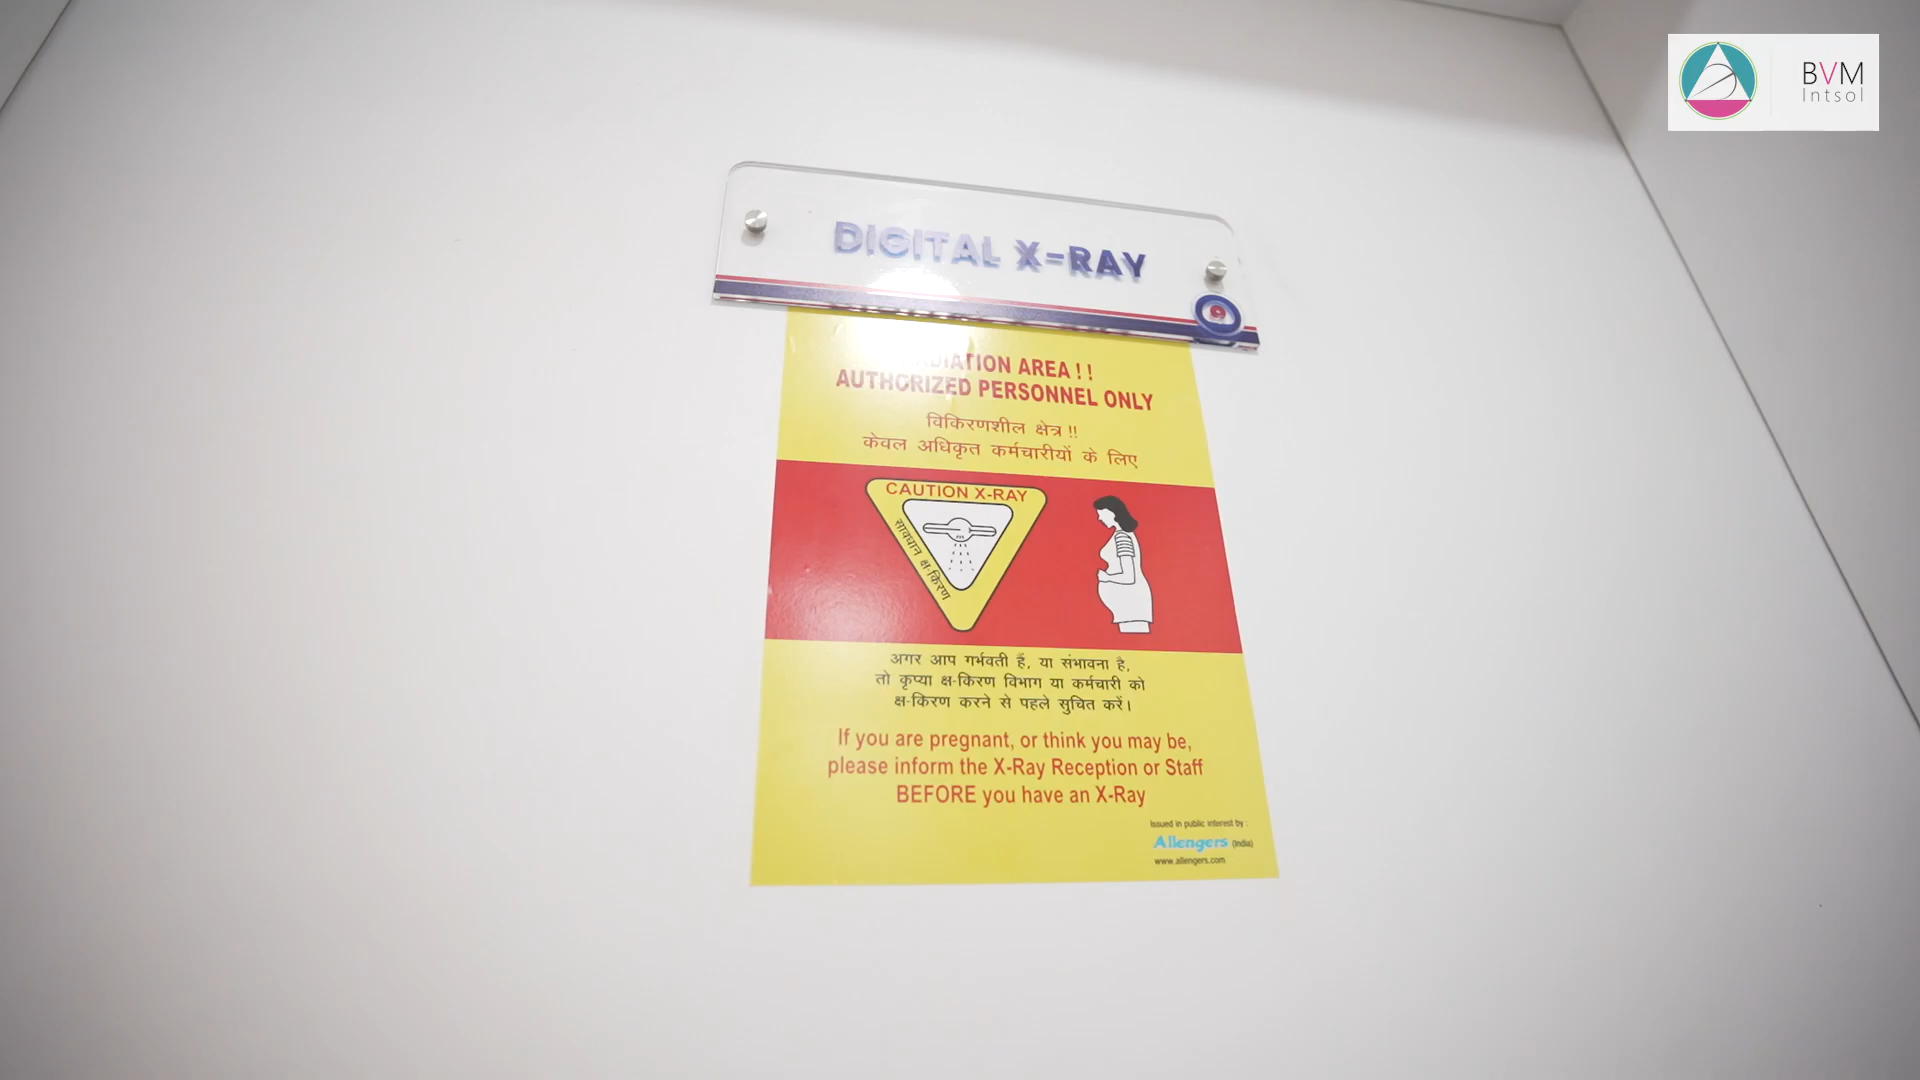 BVM
Intsol
DIGITAL X-RAY
RADIATION AREA ! !
AUTHORIZED PERSONNEL ONLY
विकिरणशील क्षेत्र !!
केवल अधिकृत कर्मचारीयों के लिए
CAUTION X-RAY
सावधान क्ष-किरण
अगर आप गर्भवती हैं, या संभावना है,
तो कृप्या क्ष-किरण विभाग या कर्मचारी को
क्ष-किरण करने से पहले सुचित करें।
If you are pregnant, or think you may be,
please inform the X-Ray Reception or Staff
BEFORE you have an X-Ray
Issued in public interest by :
Allengers (India)
www.allengers.com